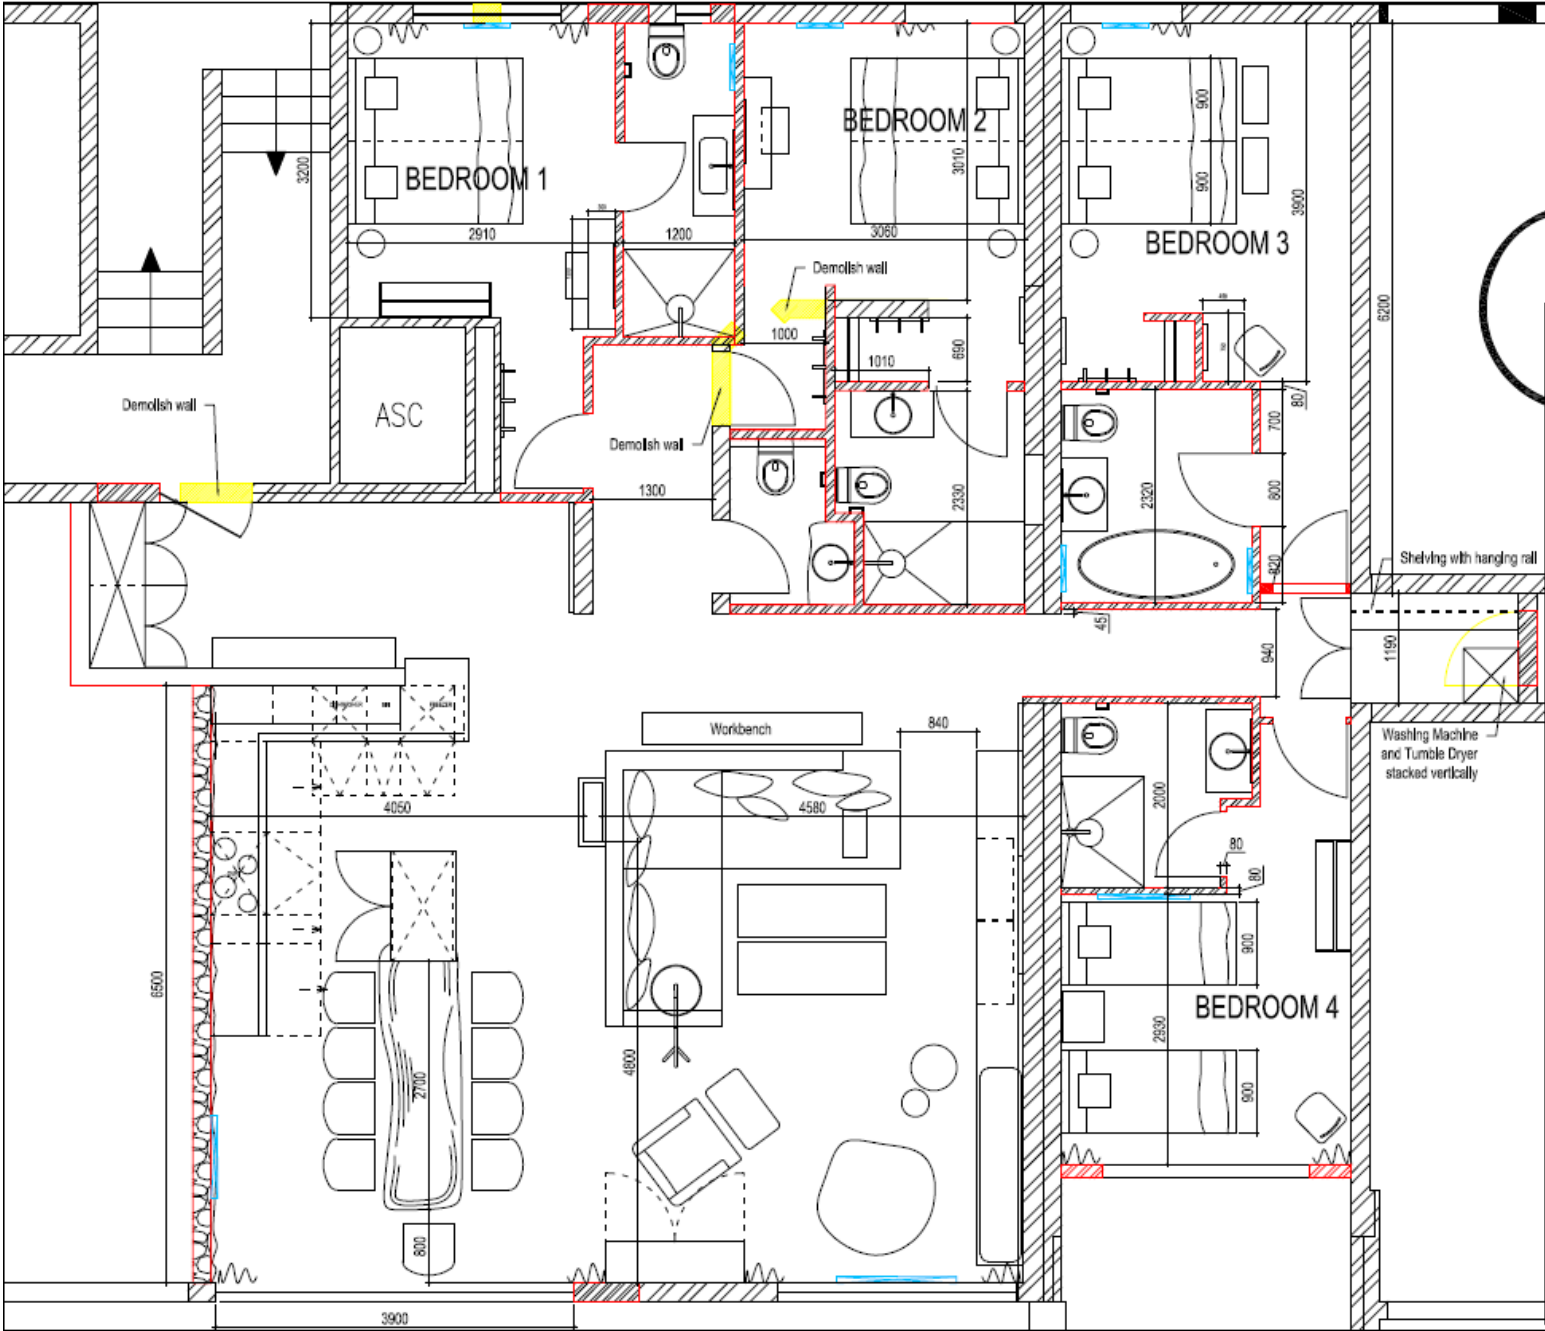 3200
BEDROOM 1
2910
1200
BEDROOM 2
3010
3060
900
900
3900
BEDROOM 3
6200
Demolish wall
1000
1010
690
ASC
Demolish wall
Demolish wall
1300
2330
2320
80
700
800
820
Shelving with hanging rail
45
940
1190
Workbench
840
Washing Machine
and Tumble Dryer
stacked vertically
4050
4580
2000
80
80
6500
2700
4800
900
BEDROOM 4
2930
900
800
3900